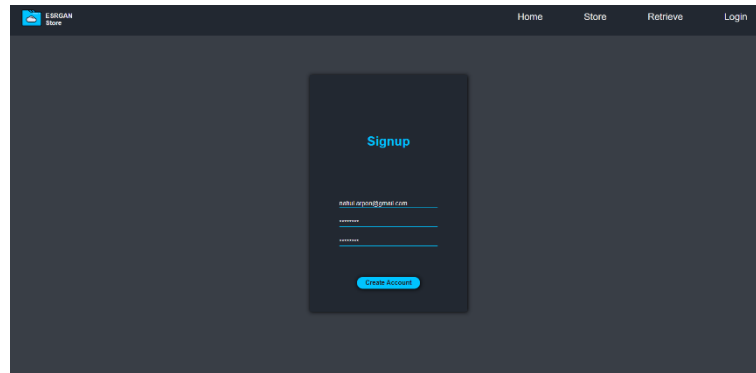 ESRGAN
Store
Home
Store
Retrieve
Login
Signup
********
********
Create Account